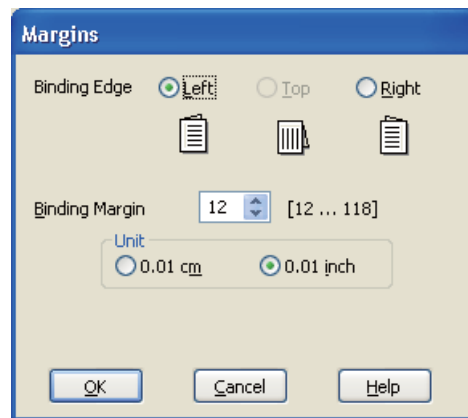 Margins
Binding Edge Left Top Right
Binding Margin 12 [12 ... 118]
Unit
0.01 cm 0.01 inch
OK Cancel Help